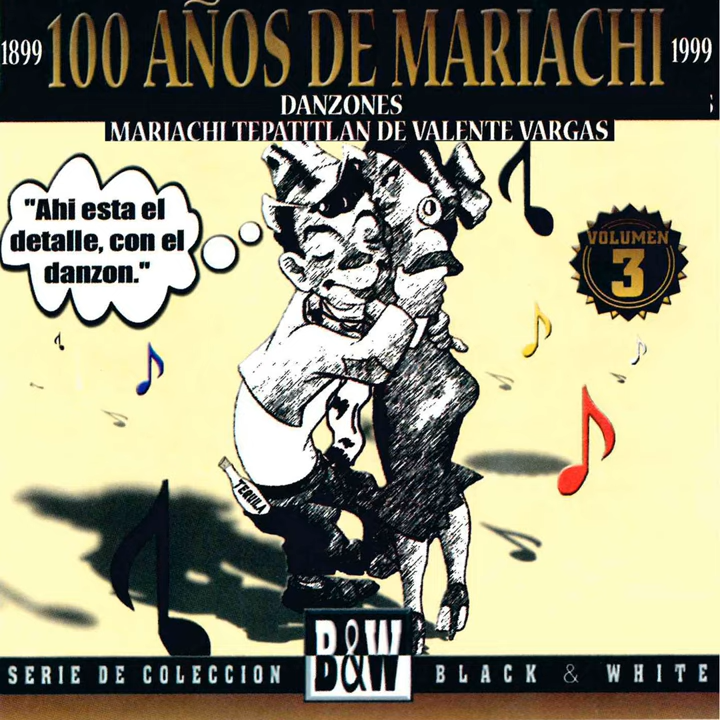 1899 100 AÑOS DE MARIACHI 1999
DANZONES
MARIACHI TEPATITLAN DE VALENTE VARGAS
"Ahi esta el
detalle, con el
danzon."
VOLUMEN
3
TEQUILA
SERIE DE COLECCION B&W BLACK & WHITE